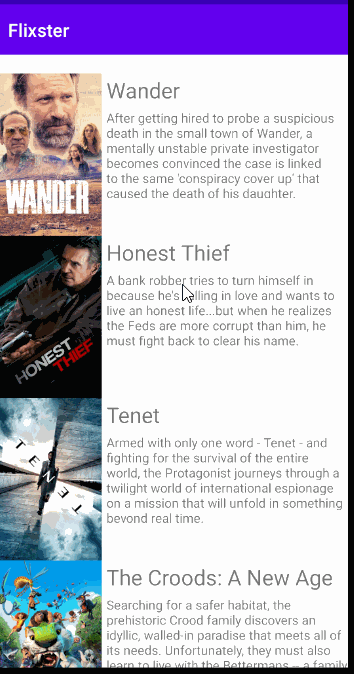 Flixster
Wander
After getting hired to probe a suspicious
death in the small town of Wander, a
mentally unstable private investigator
becomes convinced the case is linked
to the same 'conspiracy cover up' that
caused the death of his daughter.
WANDER
Honest Thief
A bank robber tries to turn himself in
because he's falling in love and wants to
live an honest life...but when he realizes
the Feds are more corrupt than him, he
must fight back to clear his name.
HONEST
THIEF
Tenet
Armed with only one word - Tenet - and
fighting for the survival of the entire
world, the Protagonist journeys through a
twilight world of international espionage
on a mission that will unfold in something
beyond real time.
TENET
The Croods: A New Age
Searching for a safer habitat, the
prehistoric Crood family discovers an
idyllic, walled-in paradise that meets all of
its needs. Unfortunately, they must also
learn to live with the Bettermans -- a family